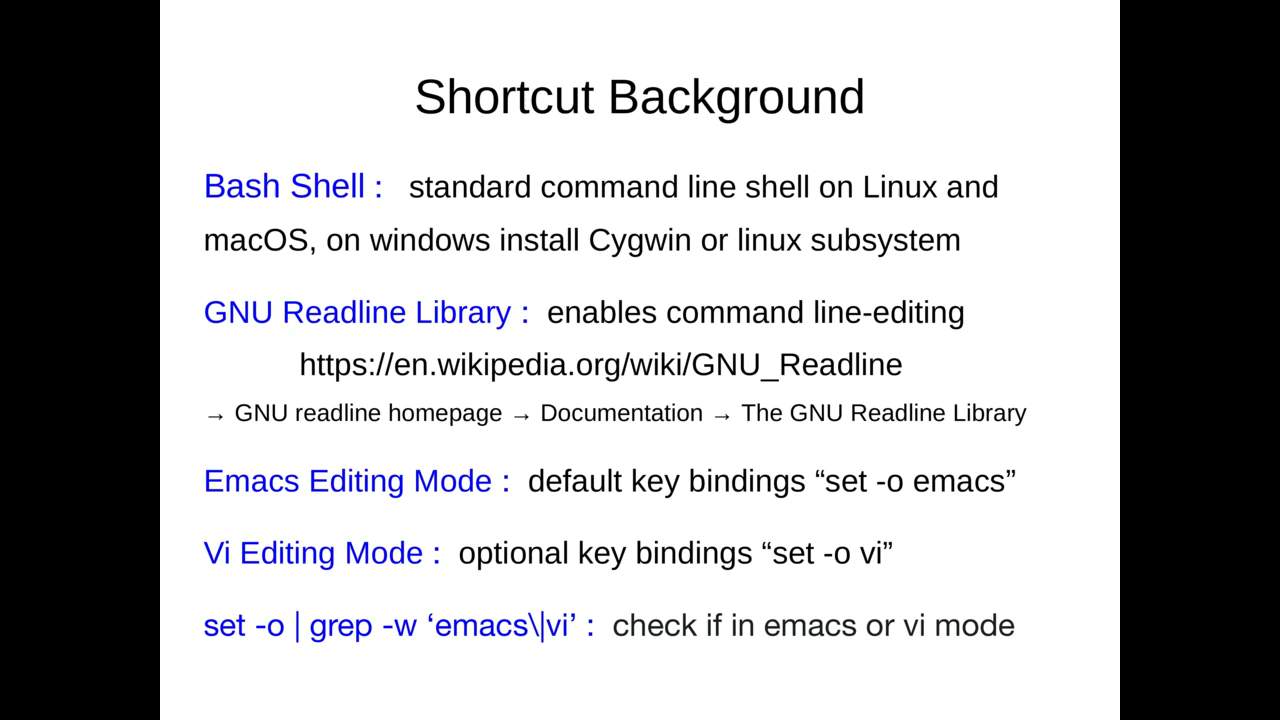 Shortcut Background
Bash Shell : standard command line shell on Linux and
macOS, on windows install Cygwin or linux subsystem
GNU Readline Library : enables command line-editing
https://en.wikipedia.org/wiki/GNU_Readline
→ GNU readline homepage → Documentation → The GNU Readline Library
Emacs Editing Mode : default key bindings “set -o emacs”
Vi Editing Mode : optional key bindings “set -o vi”
set -o | grep -w ‘emacs\|vi’ : check if in emacs or vi mode